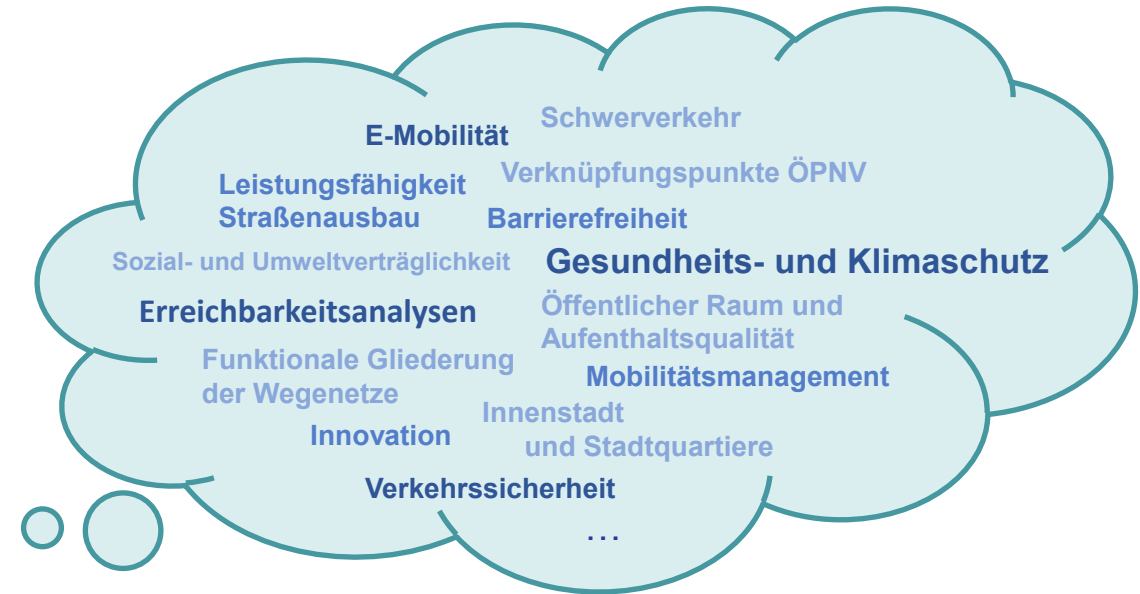 E-Mobilität
Schwerverkehr
Verknüpfungspunkte ÖPNV
Leistungsfähigkeit
Straßenausbau
Barrierefreiheit
Sozial- und Umweltverträglichkeit
Gesundheits- und Klimaschutz
Erreichbarkeitsanalysen
Öffentlicher Raum und
Aufenthaltsqualität
Funktionale Gliederung
der Wegenetze
Mobilitätsmanagement
Innenstadt
und Stadtquartiere
Innovation
Verkehrssicherheit
...